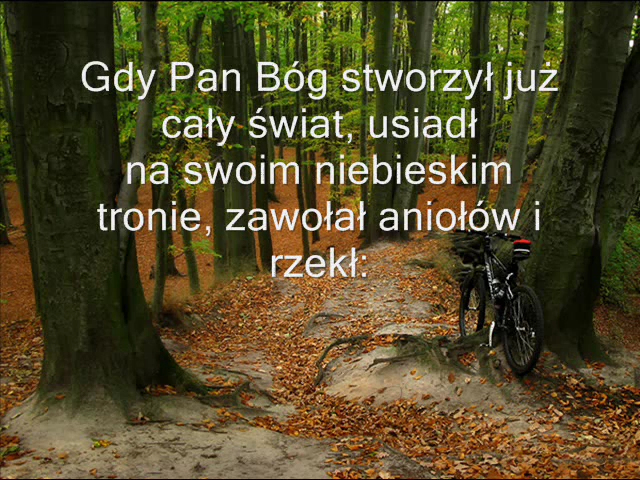 Gdy Pan Bóg stworzył już
cały świat, usiadł
na swoim niebieskim
tronie, zawołał aniołów i
rzekł: